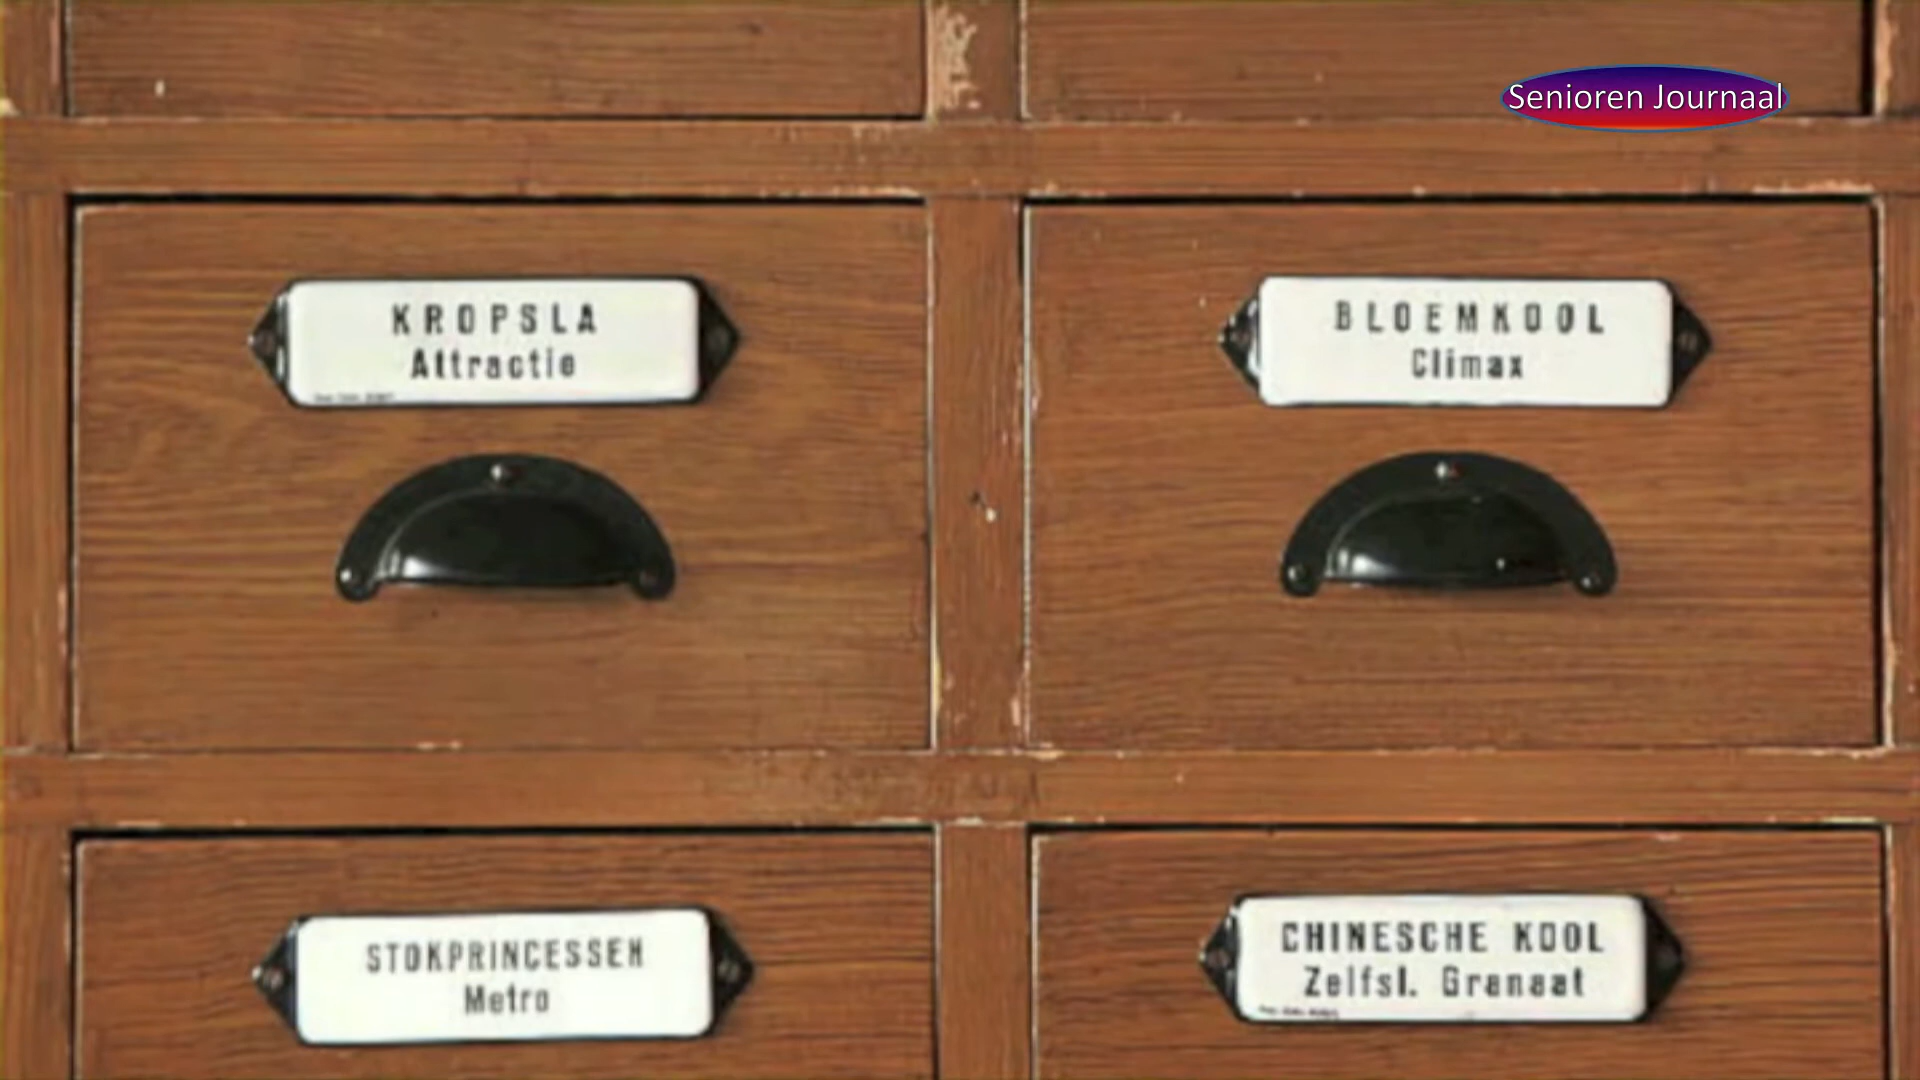 Senioren Journaal
KROPSLA
Attractie
BLOEMKOOL
Climax
STOKPRINCESSEN
Metro
CHINESCHE KOOL
Zelfsl. Granaat